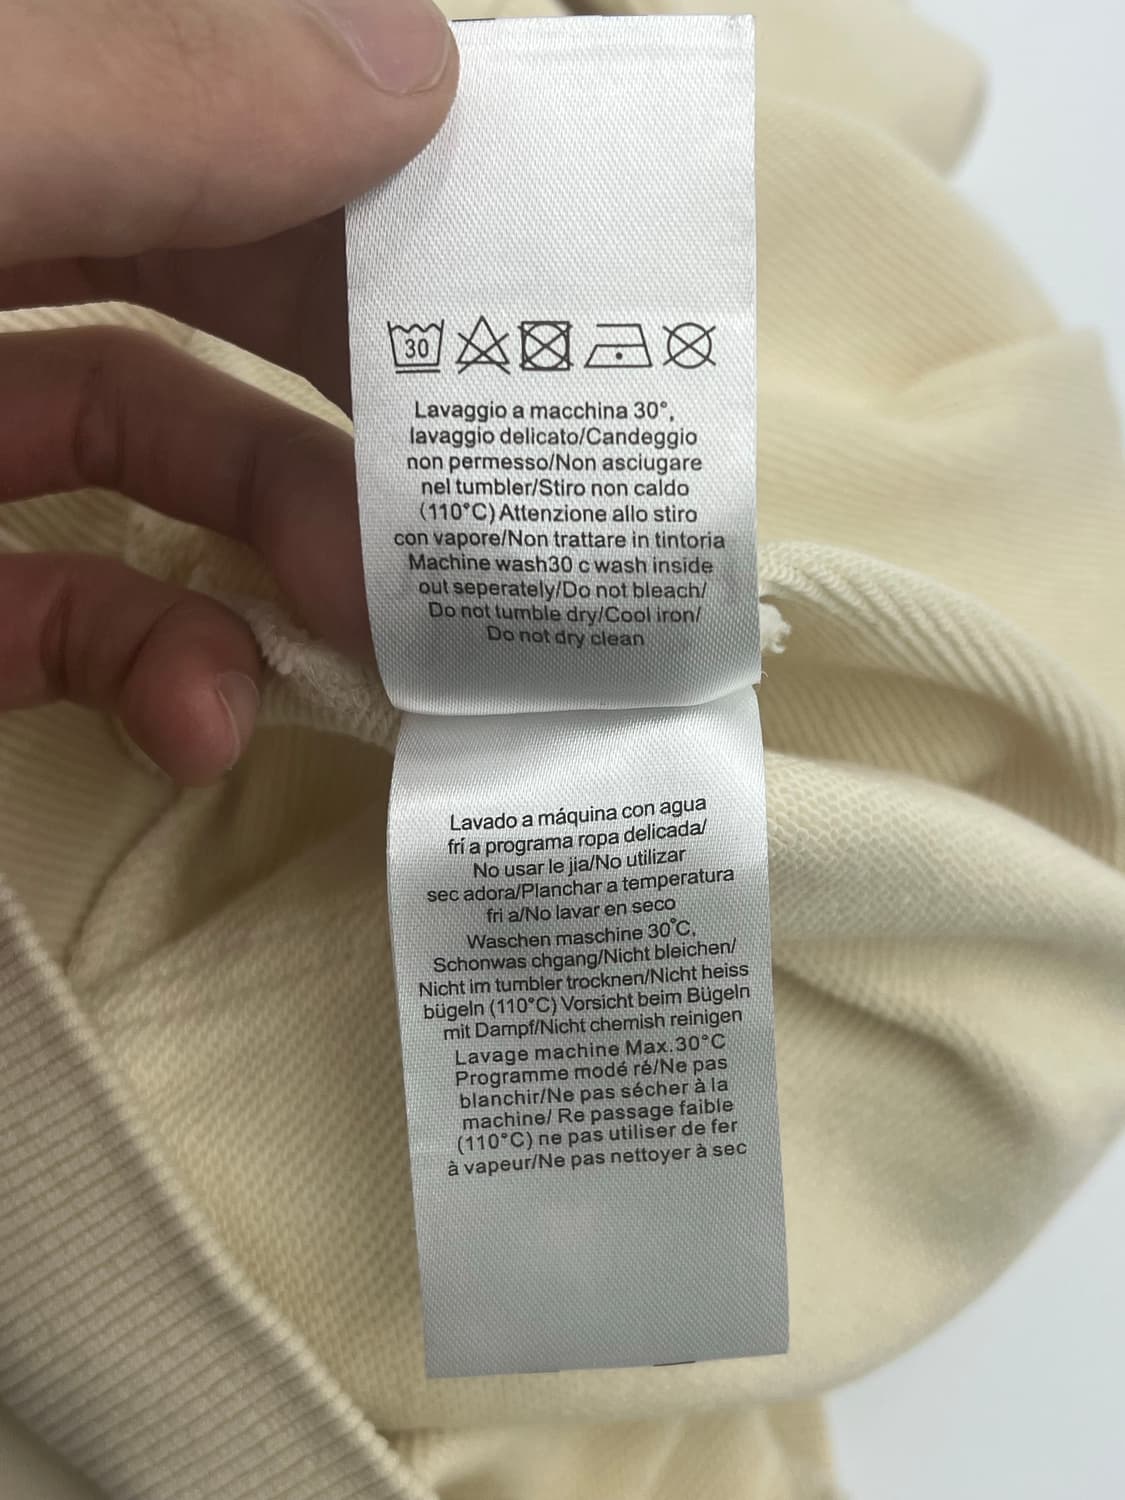 30
Lavaggio a macchina 30°,
lavaggio delicato/Candeggio
non permesso/Non asciugare
nel tumbler/Stiro non caldo
(110°C) Attenzione allo stiro
con vapore/Non trattare in tintoria
Machine wash30 c wash inside
out seperately/Do not bleach/
Do not tumble dry/Cool iron/
Do not dry clean
Lavado a máquina con agua
frí a programa ropa delicada/
No usar le jia/No utilizar
sec adora/Planchar a temperatura
fri a/No lavar en seco
Waschen maschine 30°C,
Schonwas chgang/Nicht bleichen/
Nicht im tumbler trocknen/Nicht heiss
bügeln (110°C) Vorsicht beim Bügeln
mit Dampf/Nicht chemish reinigen
Lavage machine Max.30°C
Programme modé ré/Ne pas
blanchir/Ne pas sécher à la
machine/ Re passage faible
(110°C) ne pas utiliser de fer
à vapeur/Ne pas nettoyer à sec